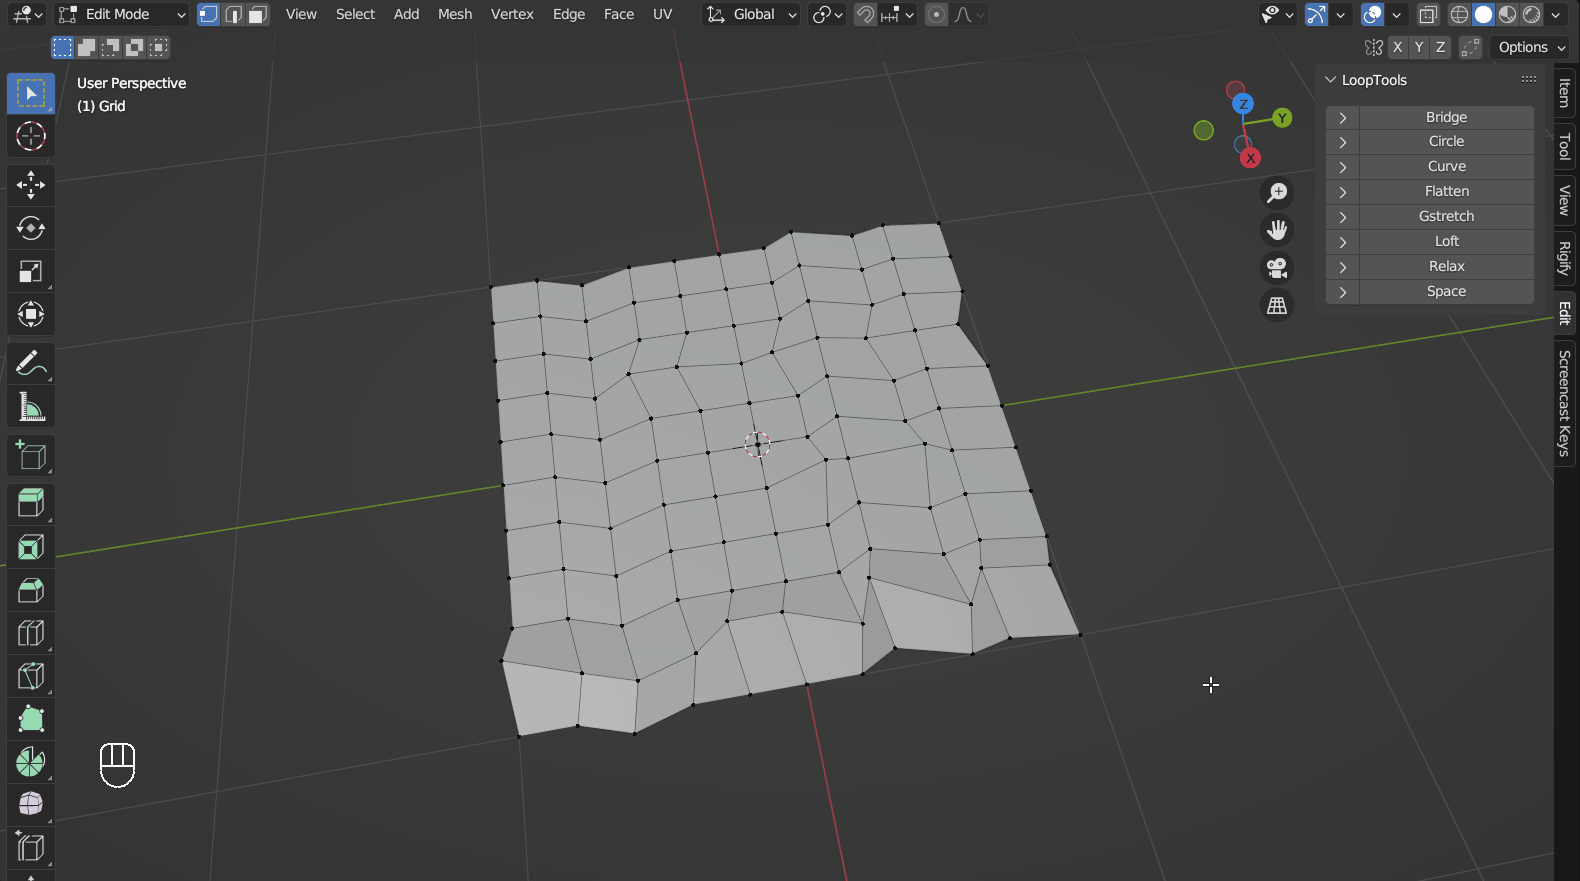 Edit Mode View Select Add Mesh Vertex Edge Face UV Global
X Y Z Options
User Perspective
(1) Grid
LoopTools
Bridge
Circle
Curve
Flatten
Gstretch
Loft
Relax
Space
Z
Y
X
Item
Tool
View
Rigify
Edit
Screencast Keys